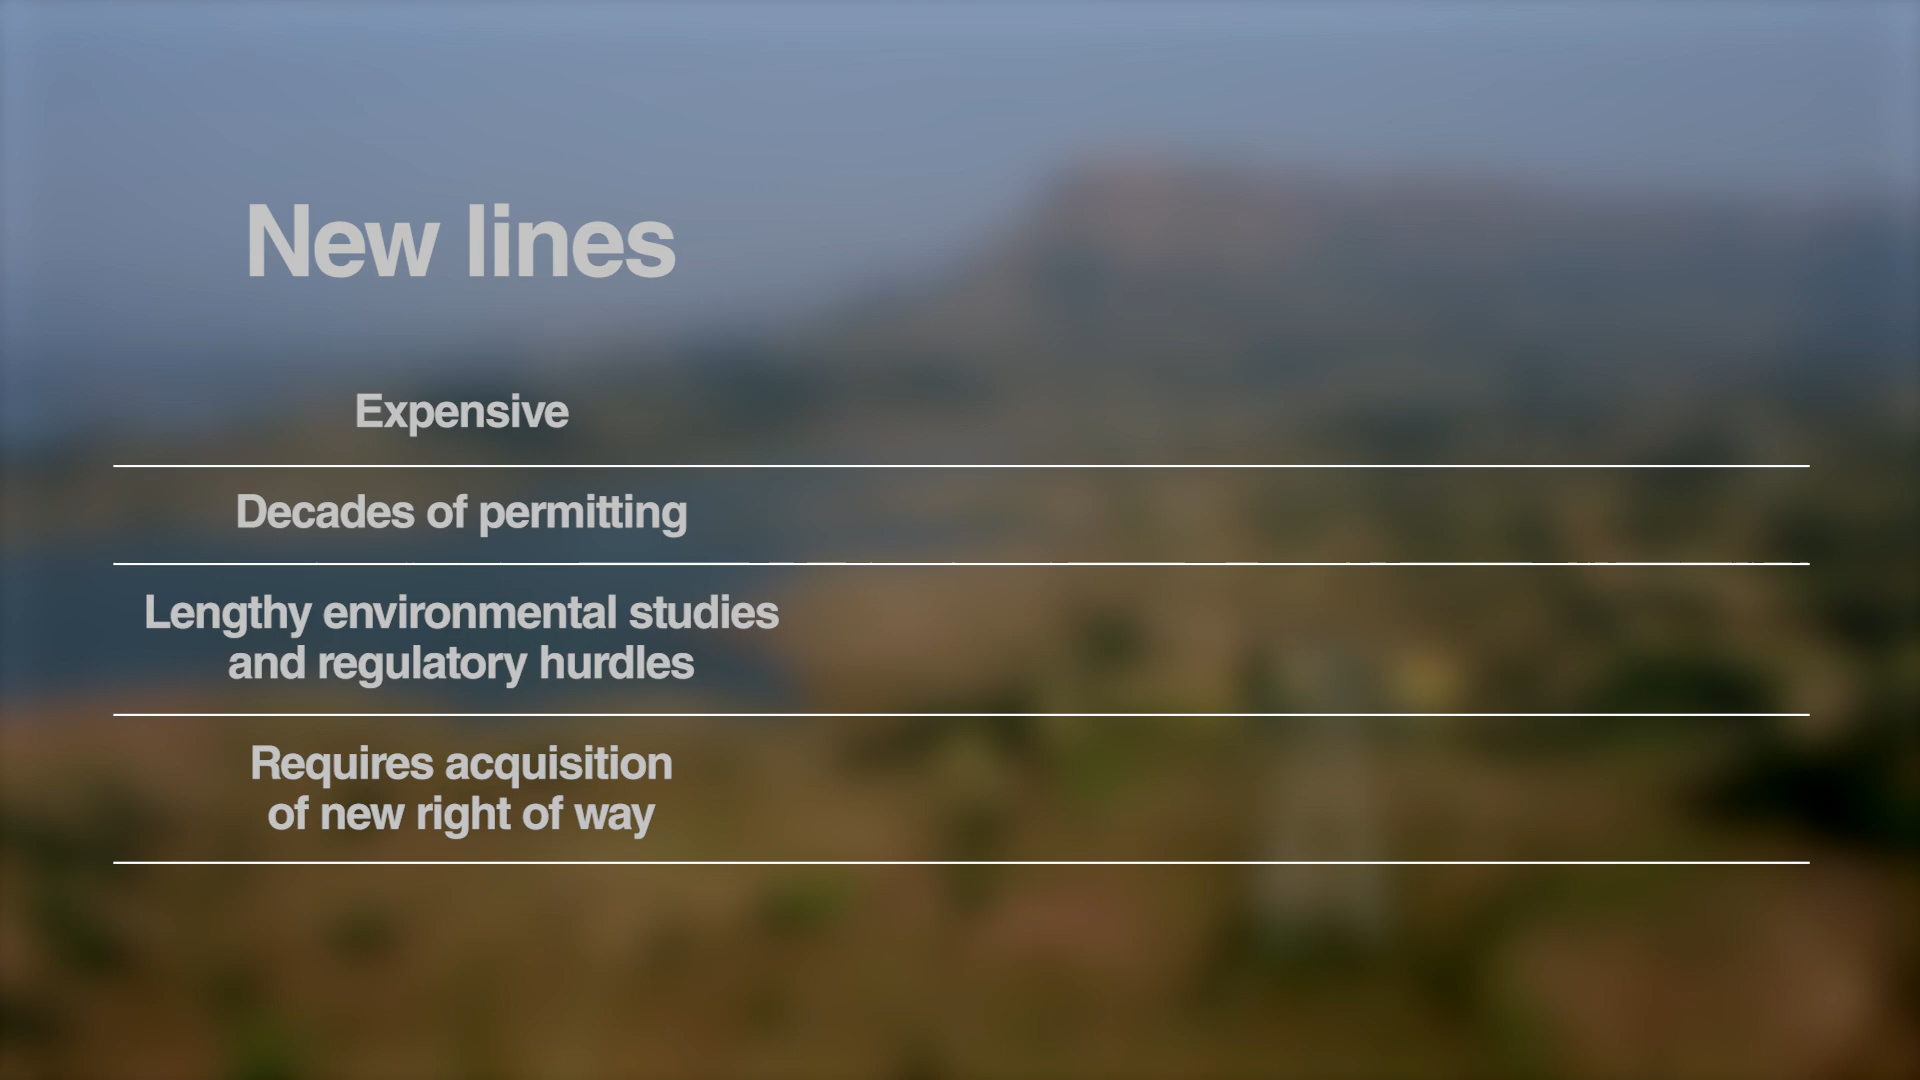 New lines
Expensive
Decades of permitting
Lengthy environmental studies
and regulatory hurdles
Requires acquisition
of new right of way